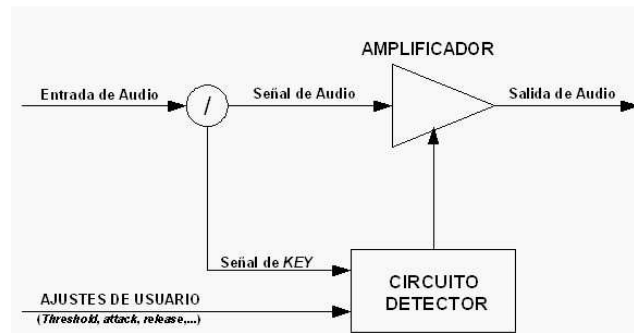 AMPLIFICADOR
Entrada de Audio
/
Señal de Audio
Salida de Audio
Señal de KEY
CIRCUITO
DETECTOR
AJUSTES DE USUARIO
(Threshold, attack, release,...)